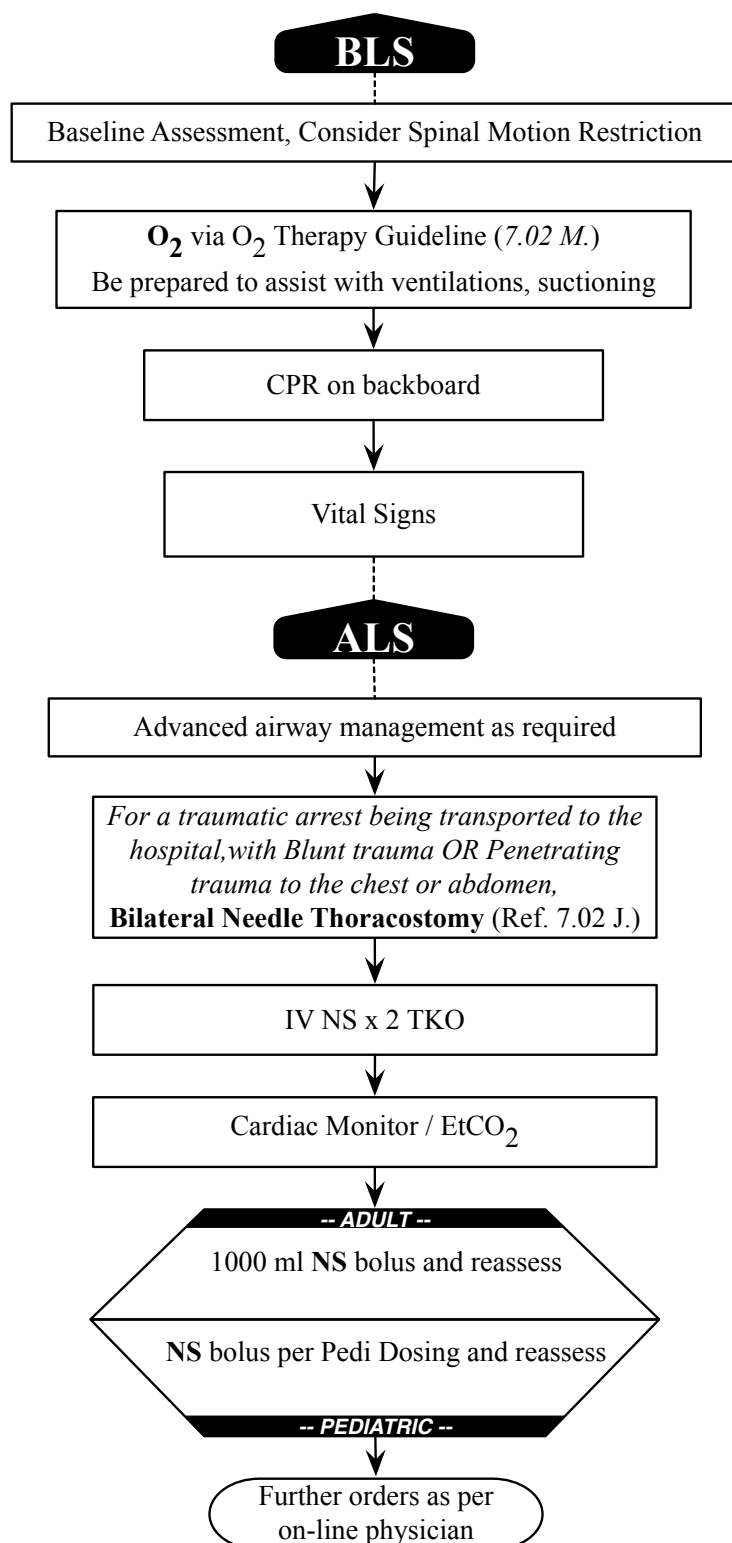 BLS
Baseline Assessment, Consider Spinal Motion Restriction
O2 via O2 Therapy Guideline (7.02 M.)
Be prepared to assist with ventilations, suctioning
CPR on backboard
Vital Signs
ALS
Advanced airway management as required
For a traumatic arrest being transported to the
hospital,with Blunt trauma OR Penetrating
trauma to the chest or abdomen,
Bilateral Needle Thoracostomy (Ref. 7.02 J.)
IV NS x 2 TKO
Cardiac Monitor / EtCO2
-- ADULT --
1000 ml NS bolus and reassess
NS bolus per Pedi Dosing and reassess
-- PEDIATRIC --
Further orders as per
on-line physician